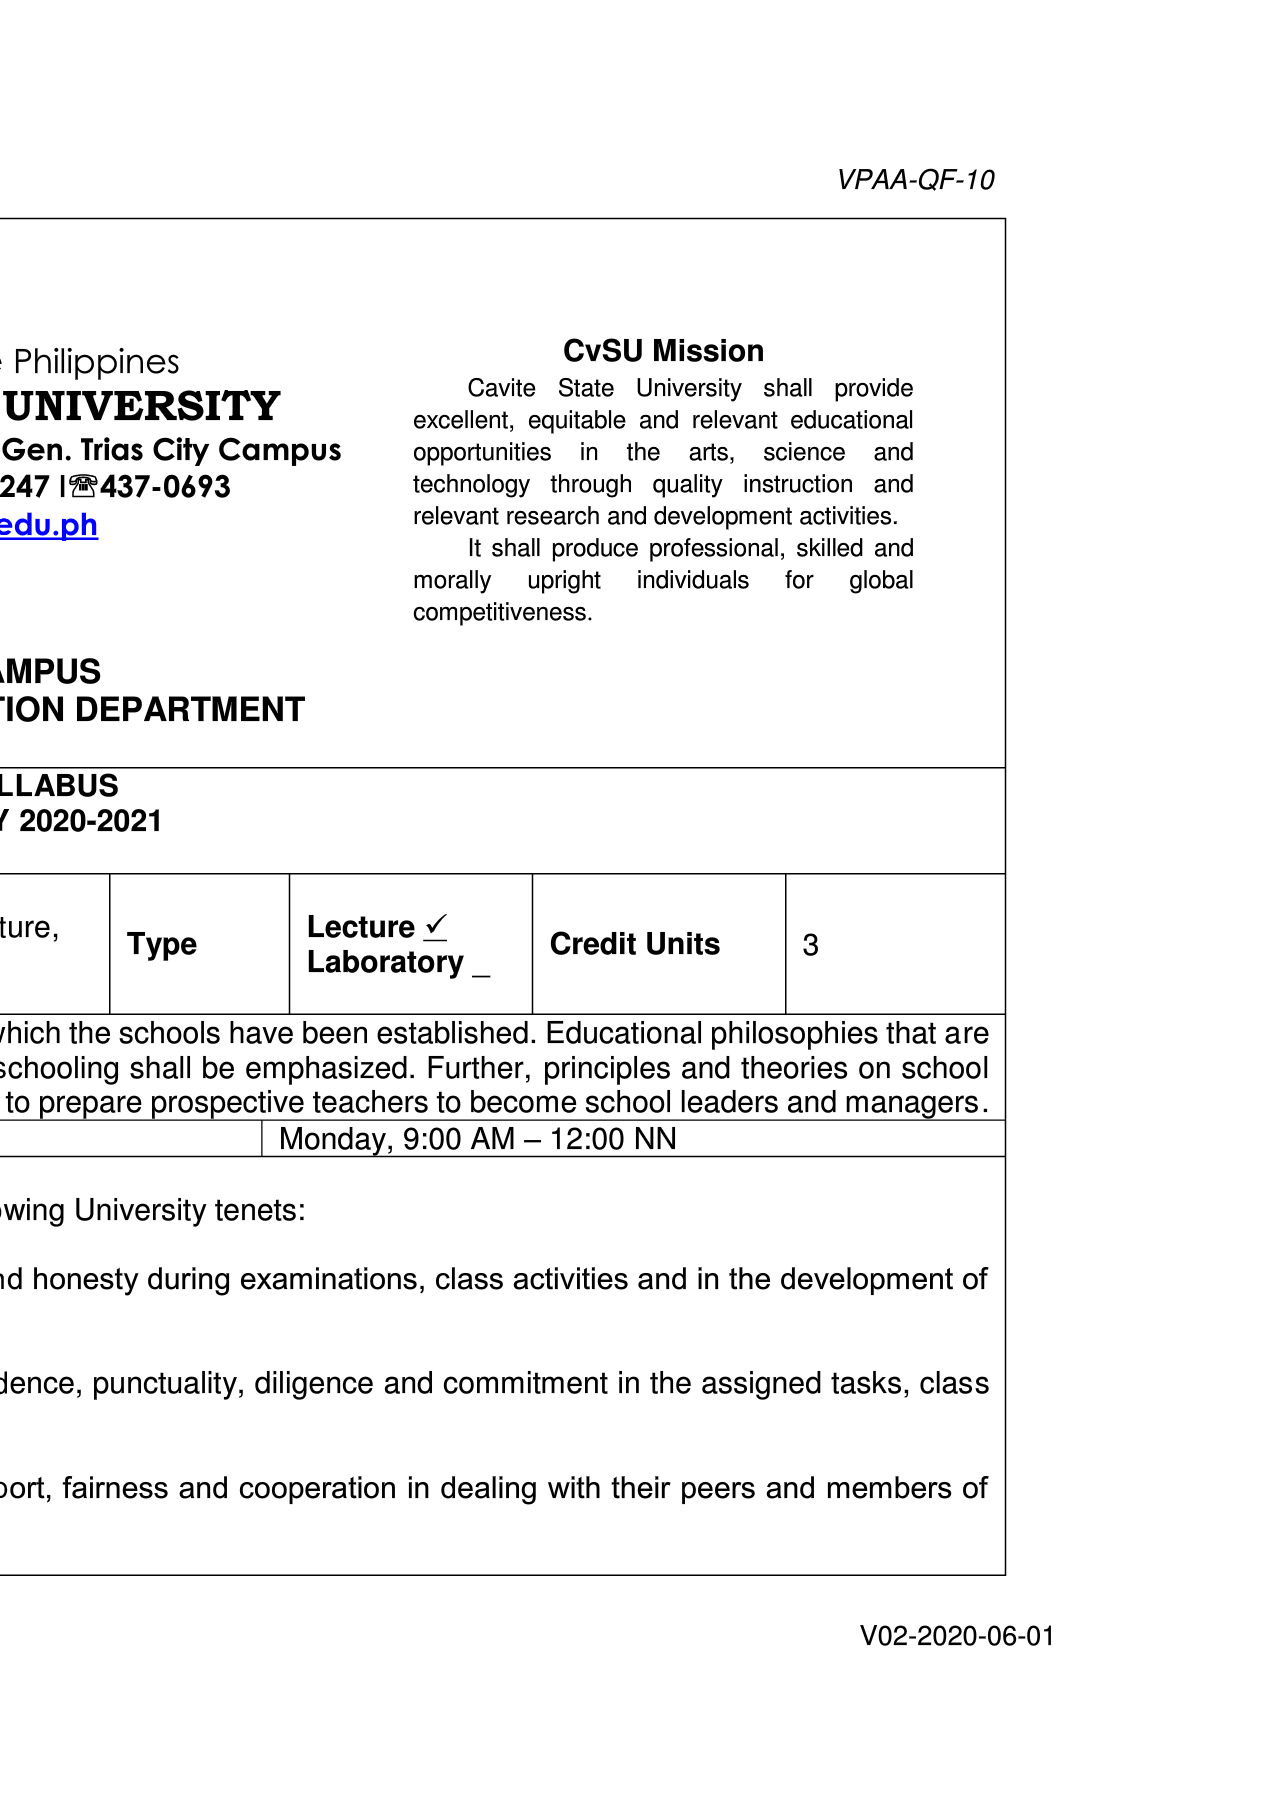 VPAA-QF-10
Philippines
UNIVERSITY
Gen. Trias City Campus
247 I☏437-0693
edu.ph
CvSU Mission
Cavite State University shall provide
excellent, equitable and relevant educational
opportunities in the arts, science and
technology through quality instruction and
relevant research and development activities.
It shall produce professional, skilled and
morally upright individuals for global
competitiveness.
AMPUS
TION DEPARTMENT
LLABUS
Y 2020-2021
ture,
Type
Lecture ✓
Laboratory _
Credit Units
3
which the schools have been established. Educational philosophies that are
schooling shall be emphasized. Further, principles and theories on school
to prepare prospective teachers to become school leaders and managers.
Monday, 9:00 AM – 12:00 NN
owing University tenets:
nd honesty during examinations, class activities and in the development of
dence, punctuality, diligence and commitment in the assigned tasks, class
port, fairness and cooperation in dealing with their peers and members of
V02-2020-06-01